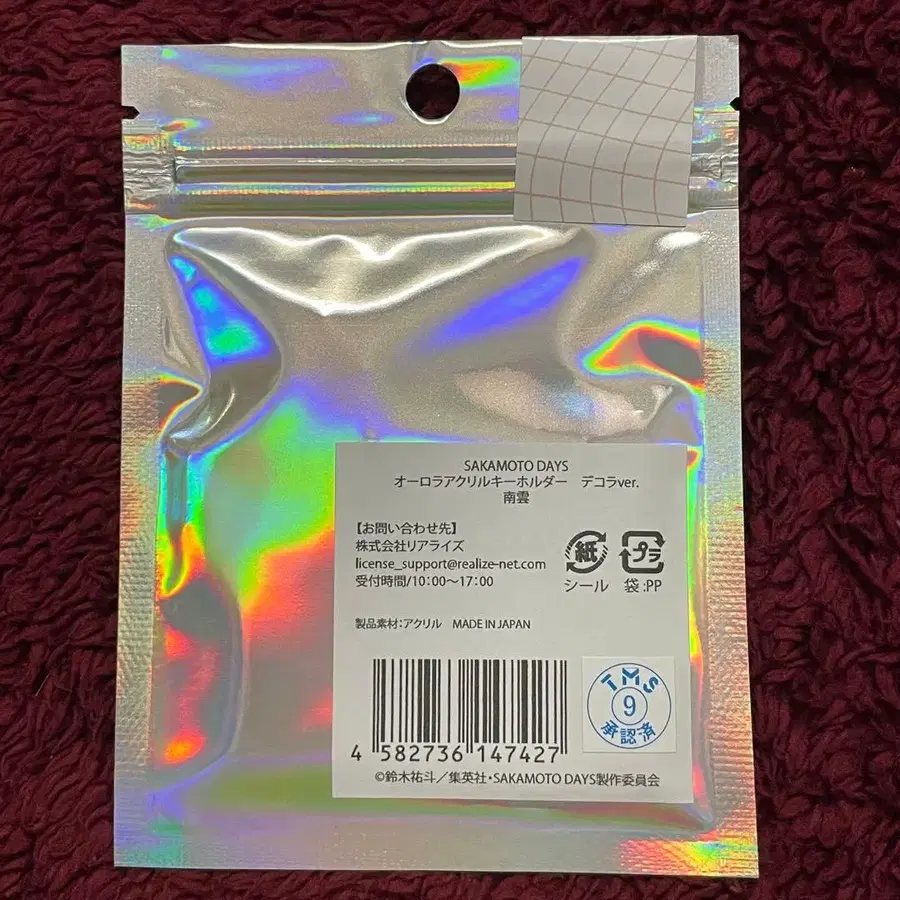 SAKAMOTO DAYS
オーロラアクリルキーホルダー　デコラver.
南雲
【お問い合わせ先】
株式会社リアライズ
license_support@realize-net.com
受付時間/10：00～17：00
紙
シール
プラ
袋:PP
製品素材：アクリル　MADE IN JAPAN
4 582736 147427
TMS
9
承認済
©鈴木祐斗／集英社・SAKAMOTO DAYS製作委員会